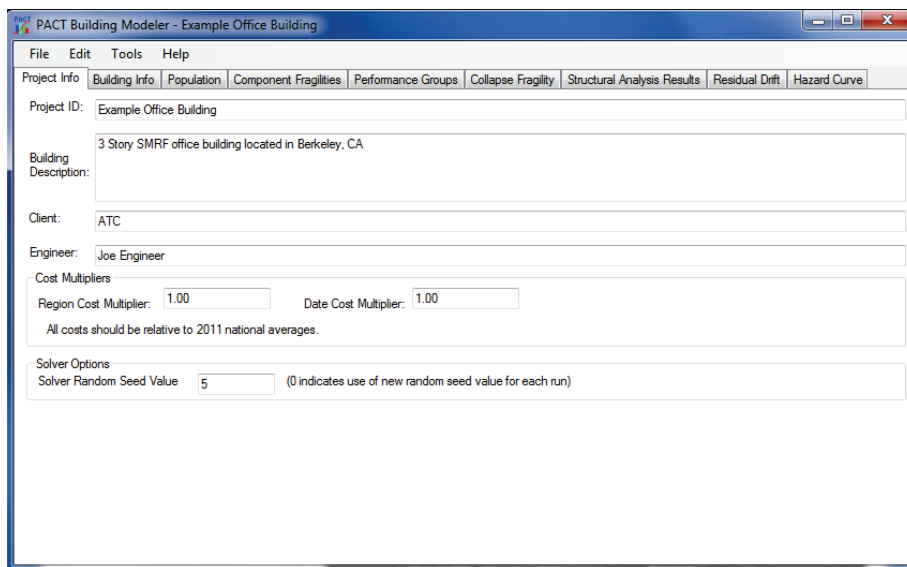 PACT
PACT Building Modeler - Example Office Building
File Edit Tools Help
Project Info Building Info Population Component Fragilities Performance Groups Collapse Fragility Structural Analysis Results Residual Drift Hazard Curve
Project ID: Example Office Building
3 Story SMRF office building located in Berkeley, CA
Building
Description:
Client: ATC
Engineer: Joe Engineer
Cost Multipliers
Region Cost Multiplier: 1.00 Date Cost Multiplier: 1.00
All costs should be relative to 2011 national averages.
Solver Options
Solver Random Seed Value 5 (0 indicates use of new random seed value for each run)